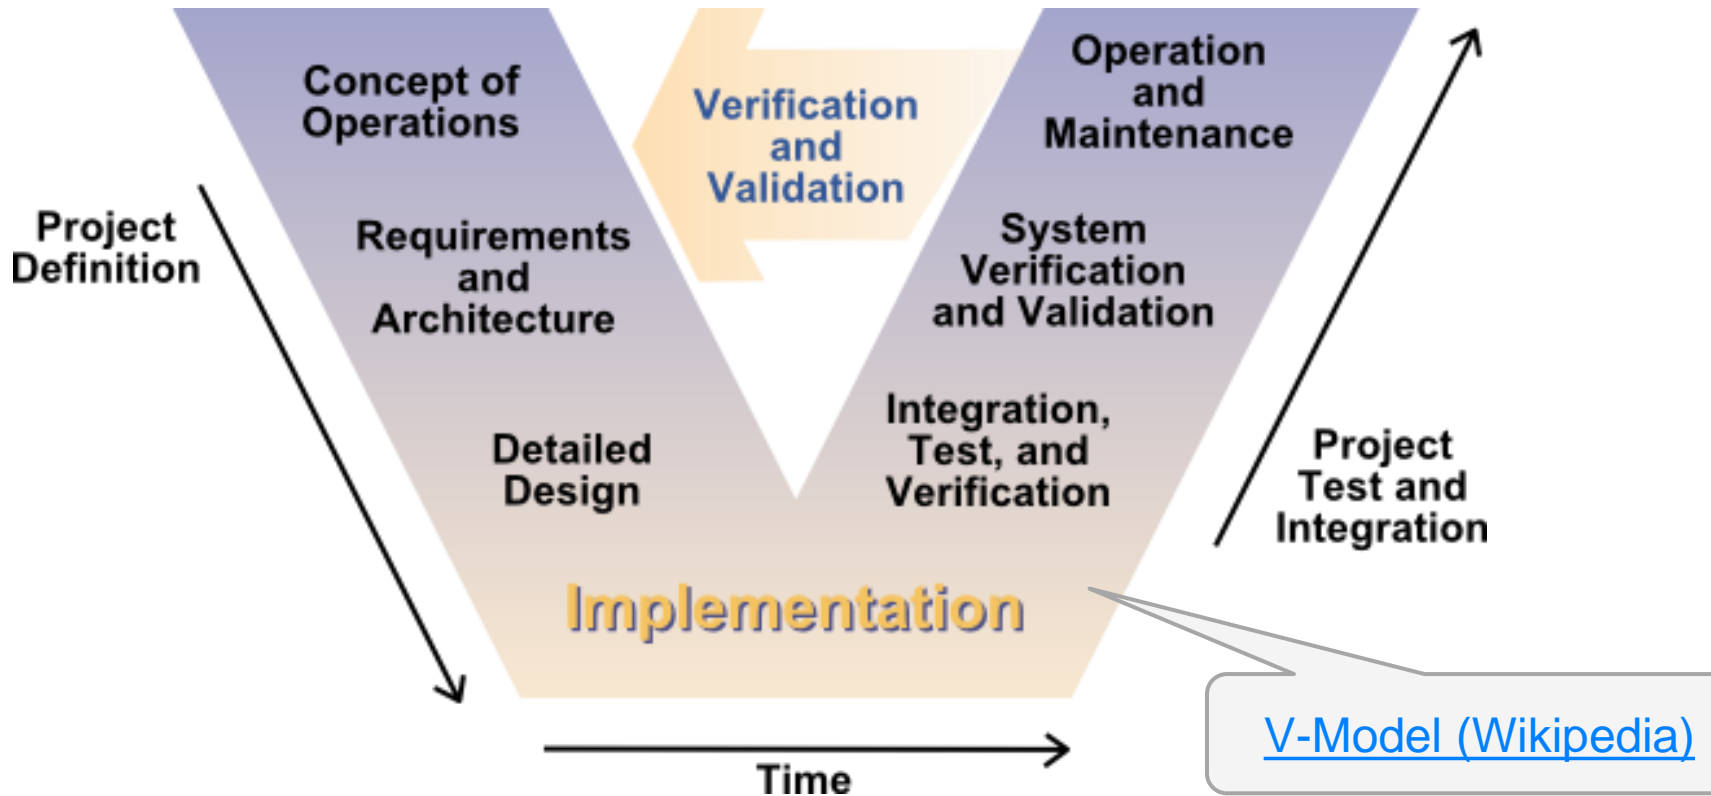 Concept of
Operations
Verification
and
Validation
Operation
and
Maintenance
Project
Definition
Requirements
and
Architecture
System
Verification
and Validation
Detailed
Design
Integration,
Test, and
Verification
Project
Test and
Integration
Implementation
V-Model (Wikipedia)
Time